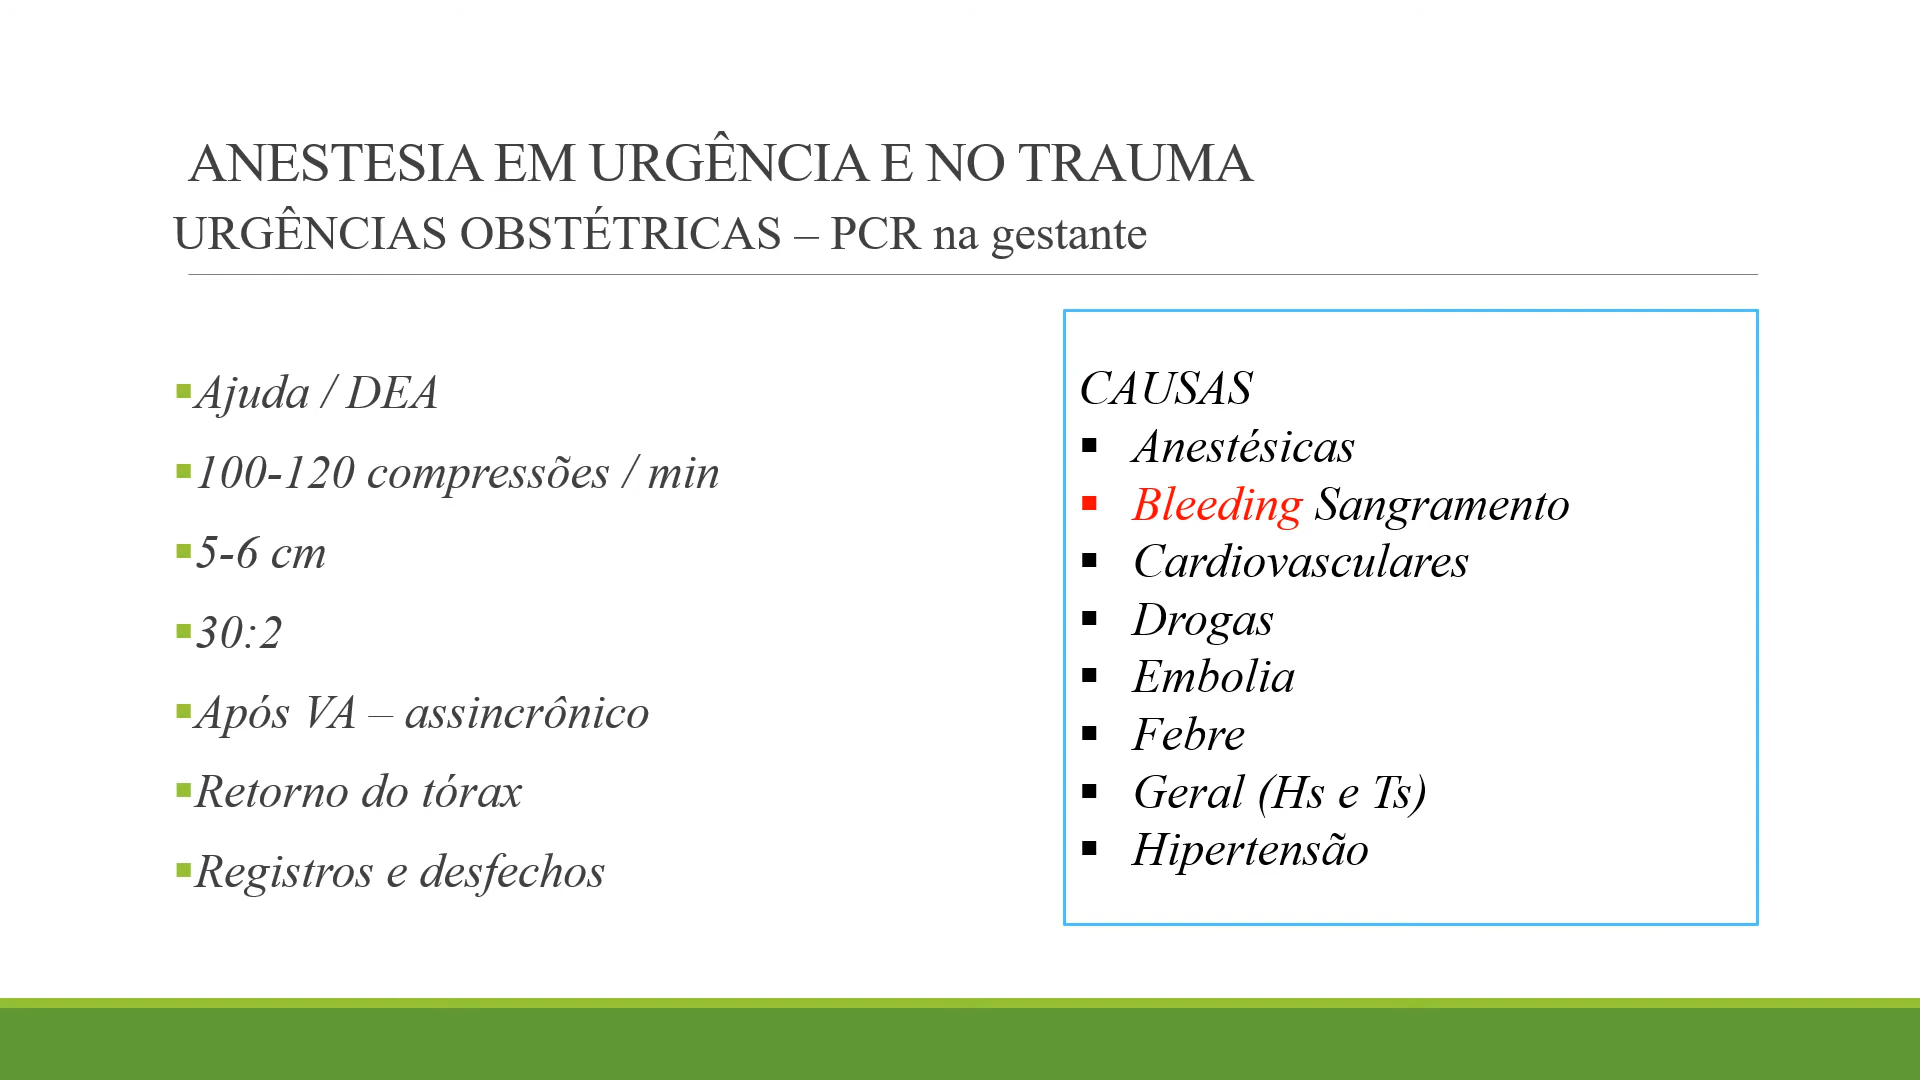 ANESTESIA EM URGÊNCIA E NO TRAUMA
URGÊNCIAS OBSTÉTRICAS – PCR na gestante
▪Ajuda / DEA
▪100-120 compressões / min
▪5-6 cm
▪30:2
▪Após VA – assincrônico
▪Retorno do tórax
▪Registros e desfechos
CAUSAS
▪ Anestésicas
▪ Bleeding Sangramento
▪ Cardiovasculares
▪ Drogas
▪ Embolia
▪ Febre
▪ Geral (Hs e Ts)
▪ Hipertensão